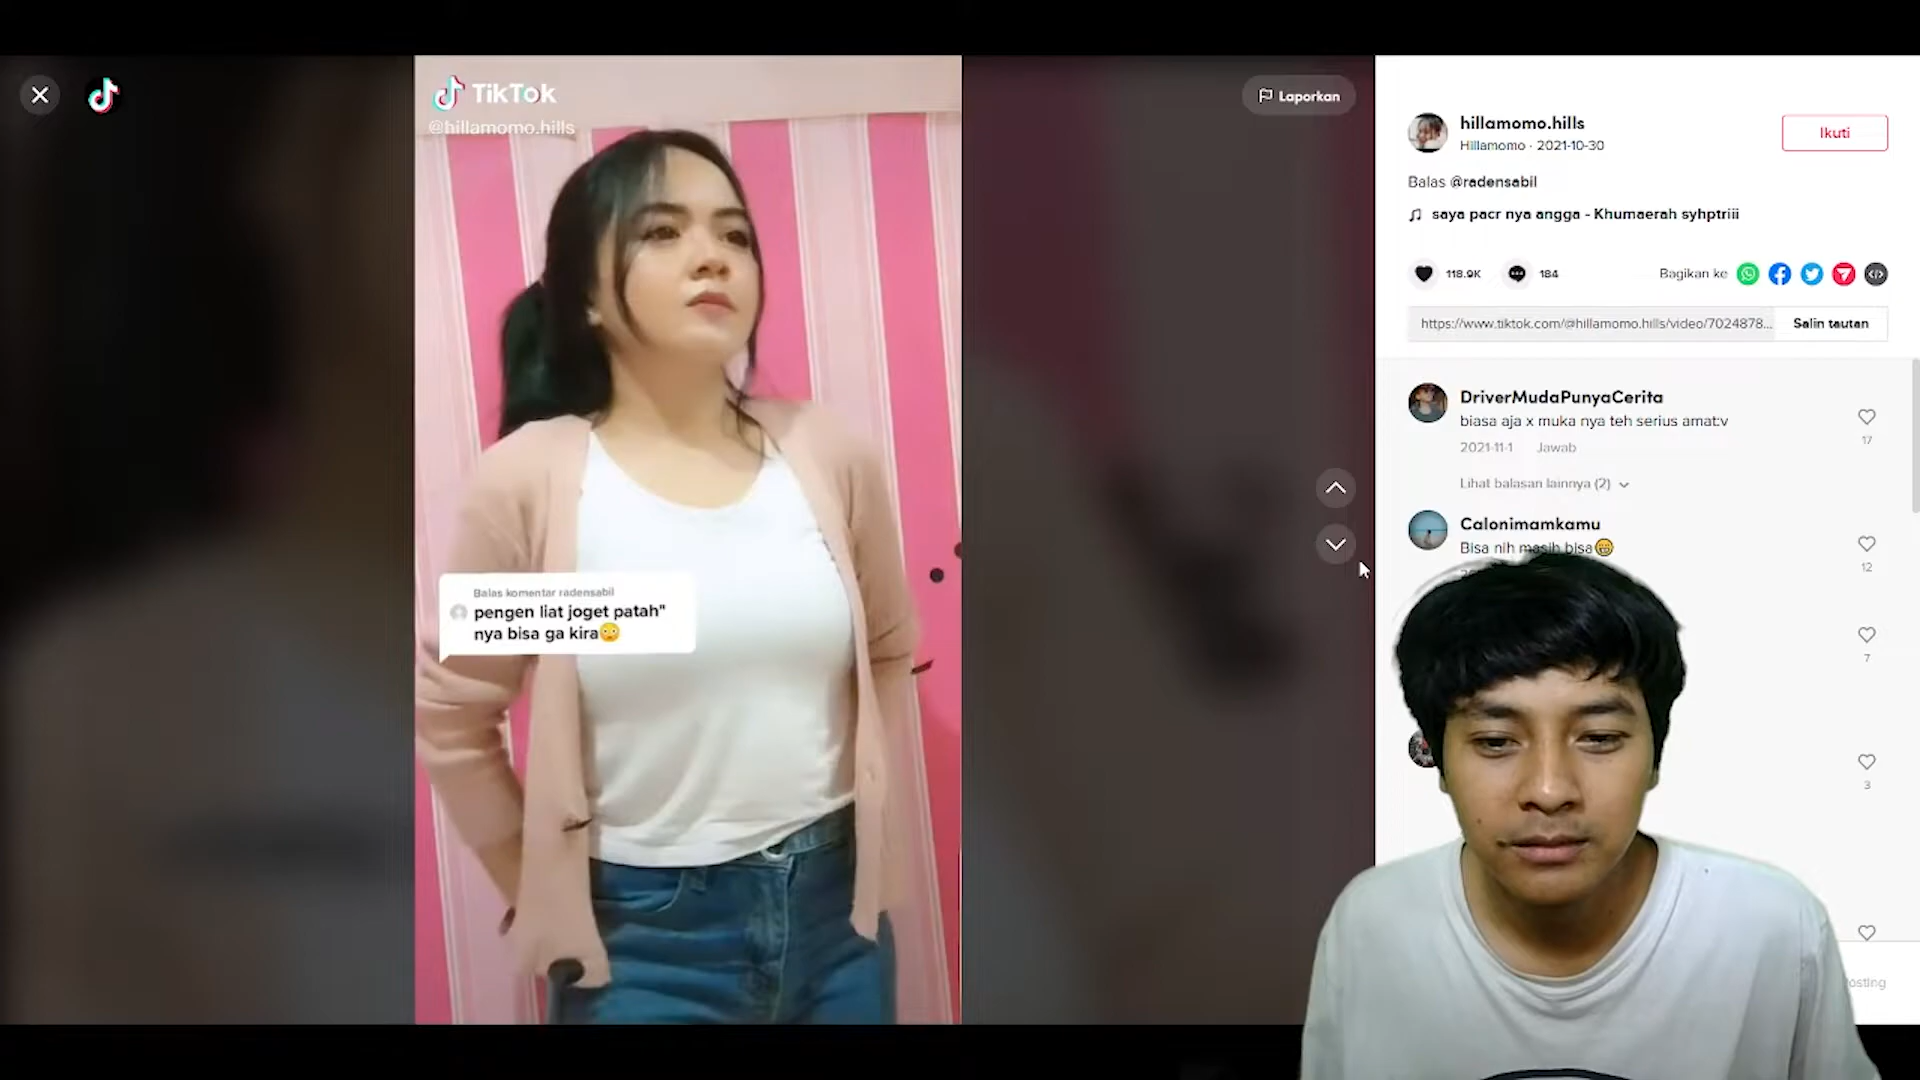 TikTok
@hillamomo.hills
Balas komentar radensabil
pengen liat joget patah"
nya bisa ga kira😳
Laporkan
hillamomo.hills
Hillamomo · 2021-10-30
Ikuti
Balas @radensabil
saya pacr nya angga - Khumaerah syhptriii
118.9K
184
Bagikan ke
https://www.tiktok.com/@hillamomo.hills/video/7024878...
Salin tautan
DriverMudaPunyaCerita
biasa aja x muka nya teh serius amat:v
2021-11-1 Jawab
17
Lihat balasan lainnya (2)
Calonimamkamu
Bisa nih masih bisa😁
12
7
3